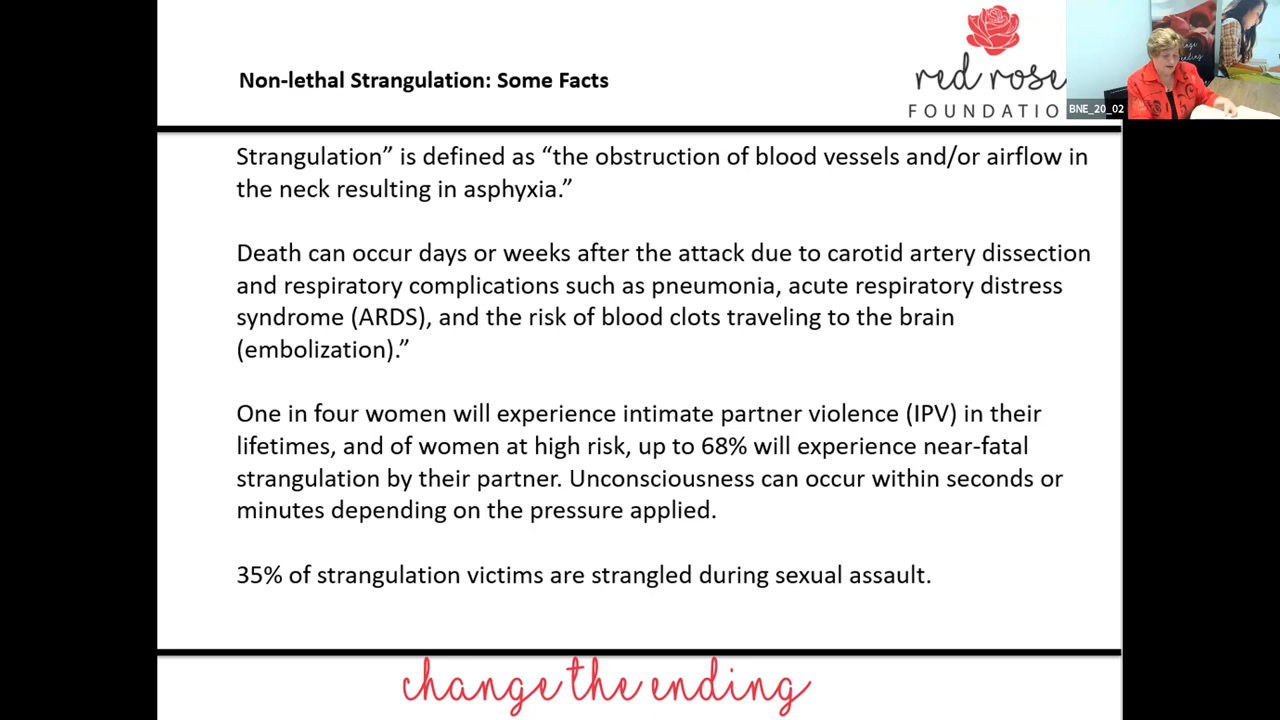 Non-lethal Strangulation: Some Facts
red rose
FOUNDATIO
BNE_20_02
Strangulation” is defined as “the obstruction of blood vessels and/or airflow in
the neck resulting in asphyxia.”
Death can occur days or weeks after the attack due to carotid artery dissection
and respiratory complications such as pneumonia, acute respiratory distress
syndrome (ARDS), and the risk of blood clots traveling to the brain
(embolization).”
One in four women will experience intimate partner violence (IPV) in their
lifetimes, and of women at high risk, up to 68% will experience near-fatal
strangulation by their partner. Unconsciousness can occur within seconds or
minutes depending on the pressure applied.
35% of strangulation victims are strangled during sexual assault.
change the ending